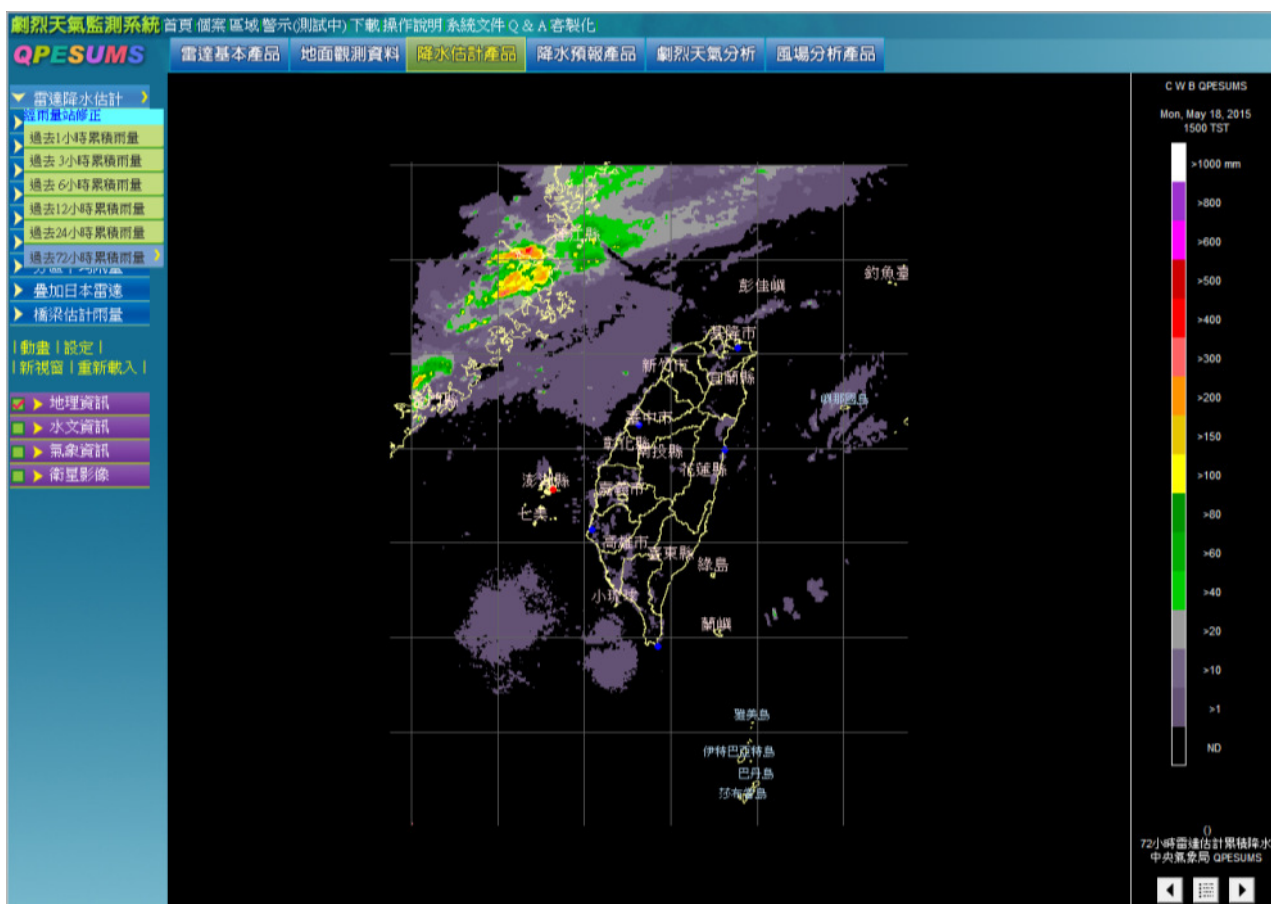 劇烈天氣監測系統 首頁 個案 區域 警示(測試中) 下載 操作說明 系統文件 Q & A 客製化
QPESUMS
雷達基本產品 地面觀測資料 降水估計產品 降水預報產品 劇烈天氣分析 風場分析產品
雷達降水估計
經雨量站修正
過去1小時累積雨量
過去 3小時累積雨量
過去 6小時累積雨量
過去12小時累積雨量
過去24小時累積雨量
過去72小時累積雨量
疊加日本雷達
橋梁估計雨量
|動畫|設定|
|新視窗|重新載入|
地理資訊
水文資訊
氣象資訊
衛星影像
釣魚臺
彭佳嶼
基隆市
新竹市
宜蘭縣
與那國島
臺中市
彰化縣
南投縣
花蓮縣
澎湖縣
嘉義市
七美
高雄市
臺東縣
綠島
小琉球
蘭嶼
雅美島
伊特巴亞特島
巴丹島
莎布當島
C W B QPESUMS
Mon, May 18, 2015
1500 TST
>1000 mm
>800
>600
>500
>400
>300
>200
>150
>100
>80
>60
>40
>20
>10
>1
ND
()
72小時雷達估計累積降水
中央氣象局 QPESUMS